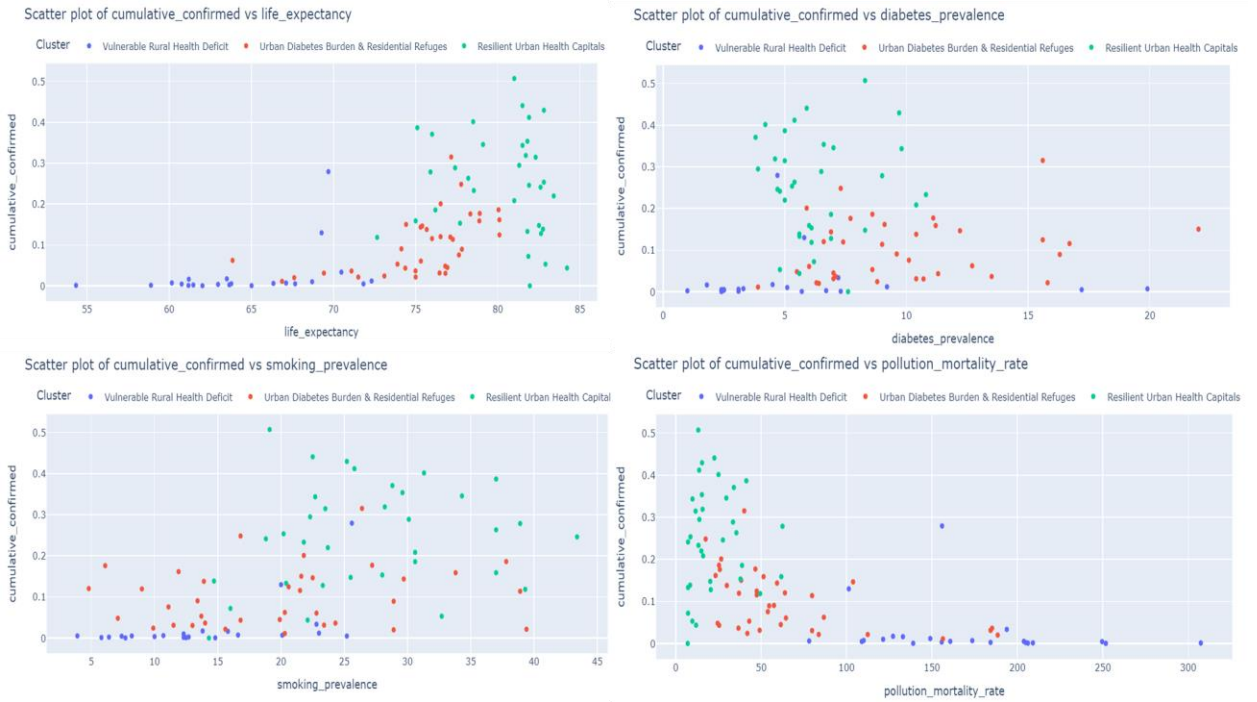 Scatter plot of cumulative_confirmed vs life_expectancy
Cluster Vulnerable Rural Health Deficit Urban Diabetes Burden & Residential Refuges Resilient Urban Health Capitals
0.5
0.4
0.3
0.2
0.1
0
cumulative_confirmed
55 60 65 70 75 80 85
life_expectancy
Scatter plot of cumulative_confirmed vs diabetes_prevalence
Cluster Vulnerable Rural Health Deficit Urban Diabetes Burden & Residential Refuges Resilient Urban Health Capitals
0.5
0.4
0.3
0.2
0.1
0
cumulative_confirmed
0 5 10 15 20
diabetes_prevalence
Scatter plot of cumulative_confirmed vs smoking_prevalence
Cluster Vulnerable Rural Health Deficit Urban Diabetes Burden & Residential Refuges Resilient Urban Health Capitals
0.5
0.4
0.3
0.2
0.1
0
cumulative_confirmed
5 10 15 20 25 30 35 40 45
smoking_prevalence
Scatter plot of cumulative_confirmed vs pollution_mortality_rate
Cluster Vulnerable Rural Health Deficit Urban Diabetes Burden & Residential Refuges Resilient Urban Health Capitals
0.5
0.4
0.3
0.2
0.1
0
cumulative_confirmed
0 50 100 150 200 250 300
pollution_mortality_rate